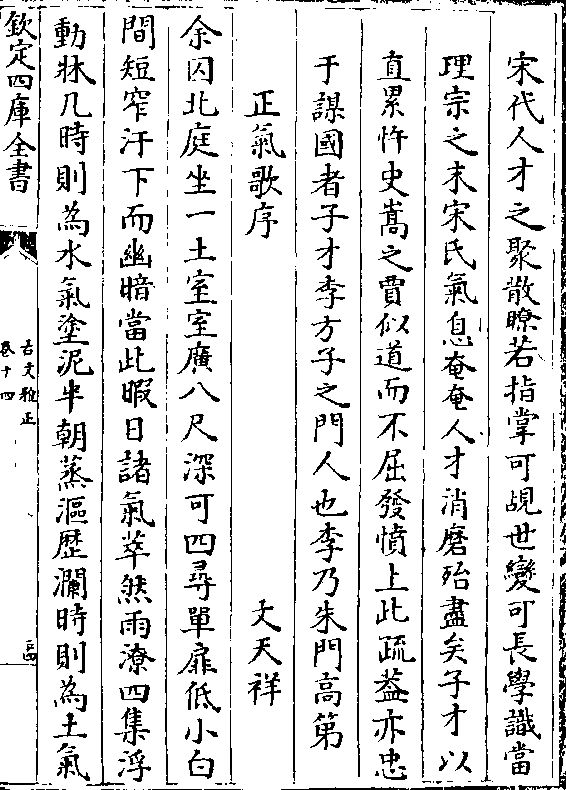 宋代人才之聚散瞭若指掌可覘世變可長學識當
理宗之末宋氏氣息奄奄人才消磨殆盡矣子才以
直累忤史嵩之賈似道而不屈發憤上此疏葢亦忠
于謀國者子才李方子之門人也李乃朱門高第
正氣歌序 文天祥
余囚北庭坐一土室室廣八尺深可四尋單扉低小白
間短窄汙下而幽暗當此暇日諸氣萃然雨潦四集浮
動牀几時則為水氣塗泥半朝蒸漚歴瀾時則為土氣
欽定四庫全書
古文雅正
卷十四